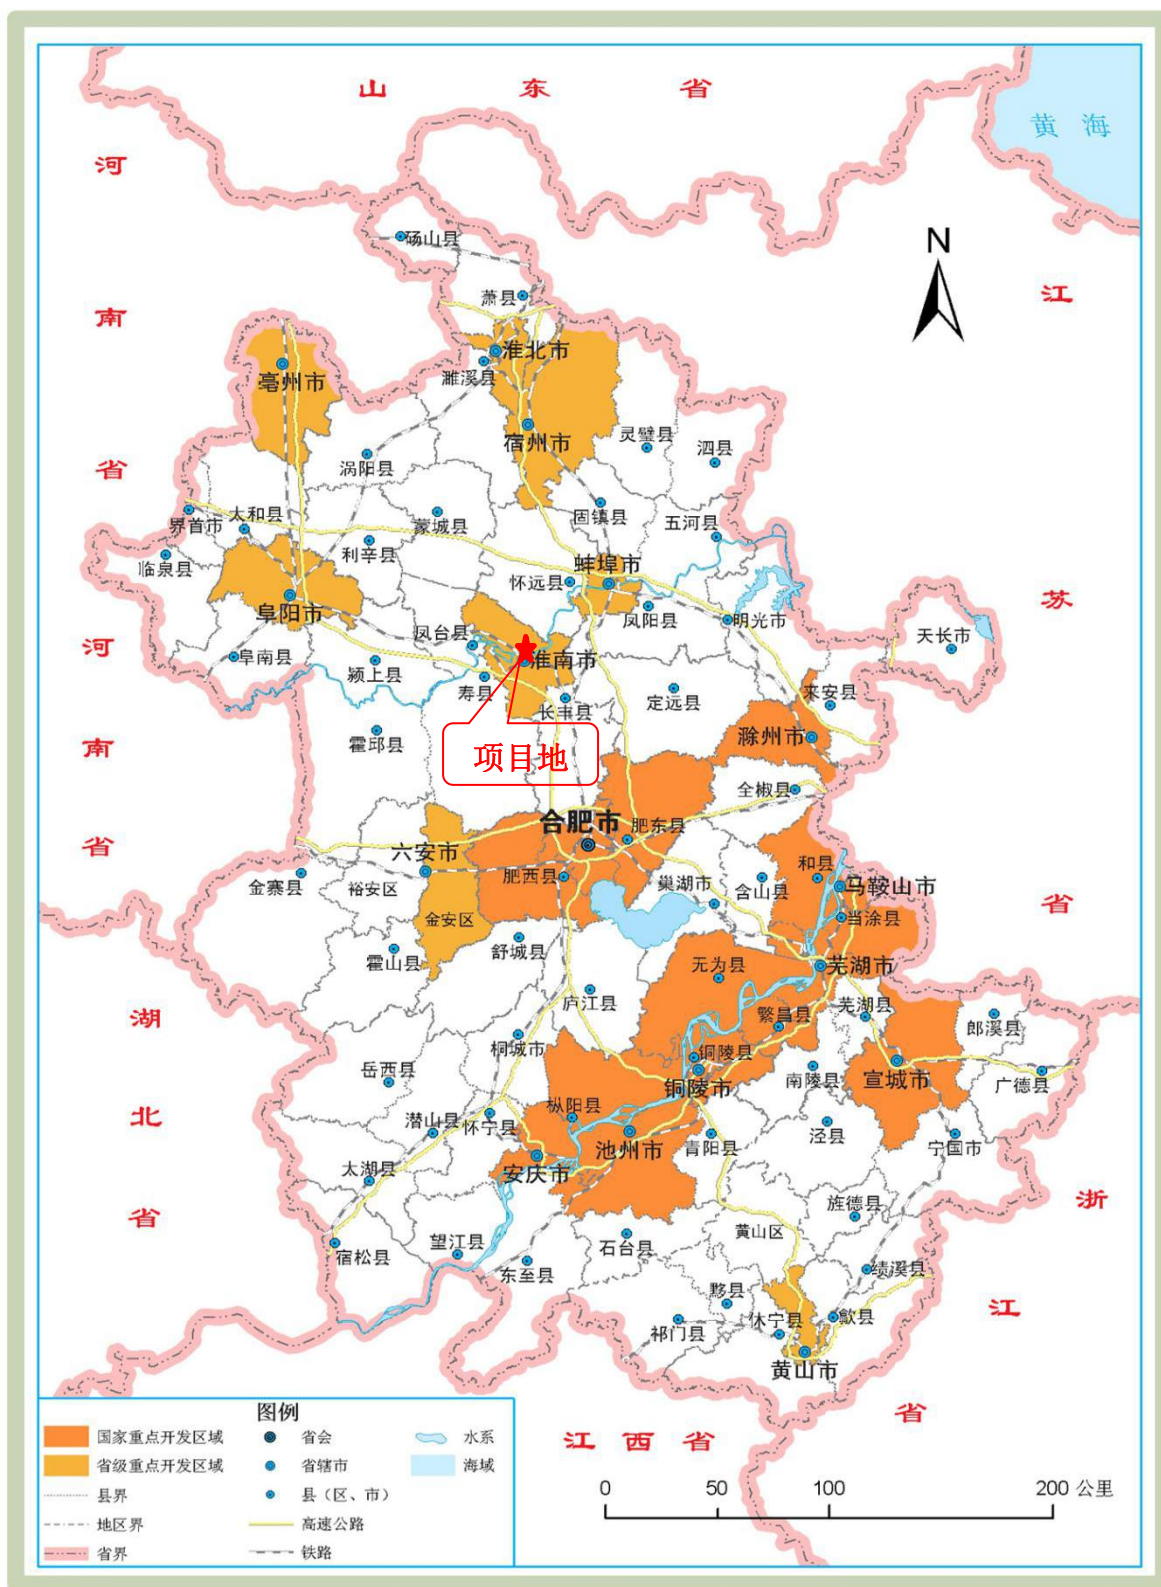 山东省
黄海
河南省
河南省
湖北省
江苏省
浙江省
江西省
N
砀山县
萧县
淮北市
濉溪县
亳州市
宿州市
灵璧县
泗县
涡阳县
固镇县
五河县
界首市
太和县
蒙城县
利辛县
临泉县
蚌埠市
怀远县
阜阳市
凤阳县
明光市
天长市
凤台县
淮南市
阜南县
颍上县
寿县
长丰县
定远县
来安县
霍邱县
滁州市
项目地
全椒县
合肥市
肥东县
六安市
和县
金寨县
裕安区
肥西县
巢湖市
含山县
马鞍山市
金安区
当涂县
霍山县
舒城县
无为县
芜湖市
庐江县
繁昌县
芜湖县
郎溪县
桐城市
铜陵县
岳西县
铜陵市
南陵县
宣城市
广德县
枞阳县
潜山县
怀宁县
池州市
青阳县
泾县
宁国市
太湖县
安庆市
旌德县
望江县
石台县
黄山区
宿松县
东至县
绩溪县
黟县
祁门县
休宁县
歙县
黄山市
图例
国家重点开发区域
省会
水系
省级重点开发区域
省辖市
海域
县界
县（区、市）
地区界
高速公路
省界
铁路
0 50 100 200 公里